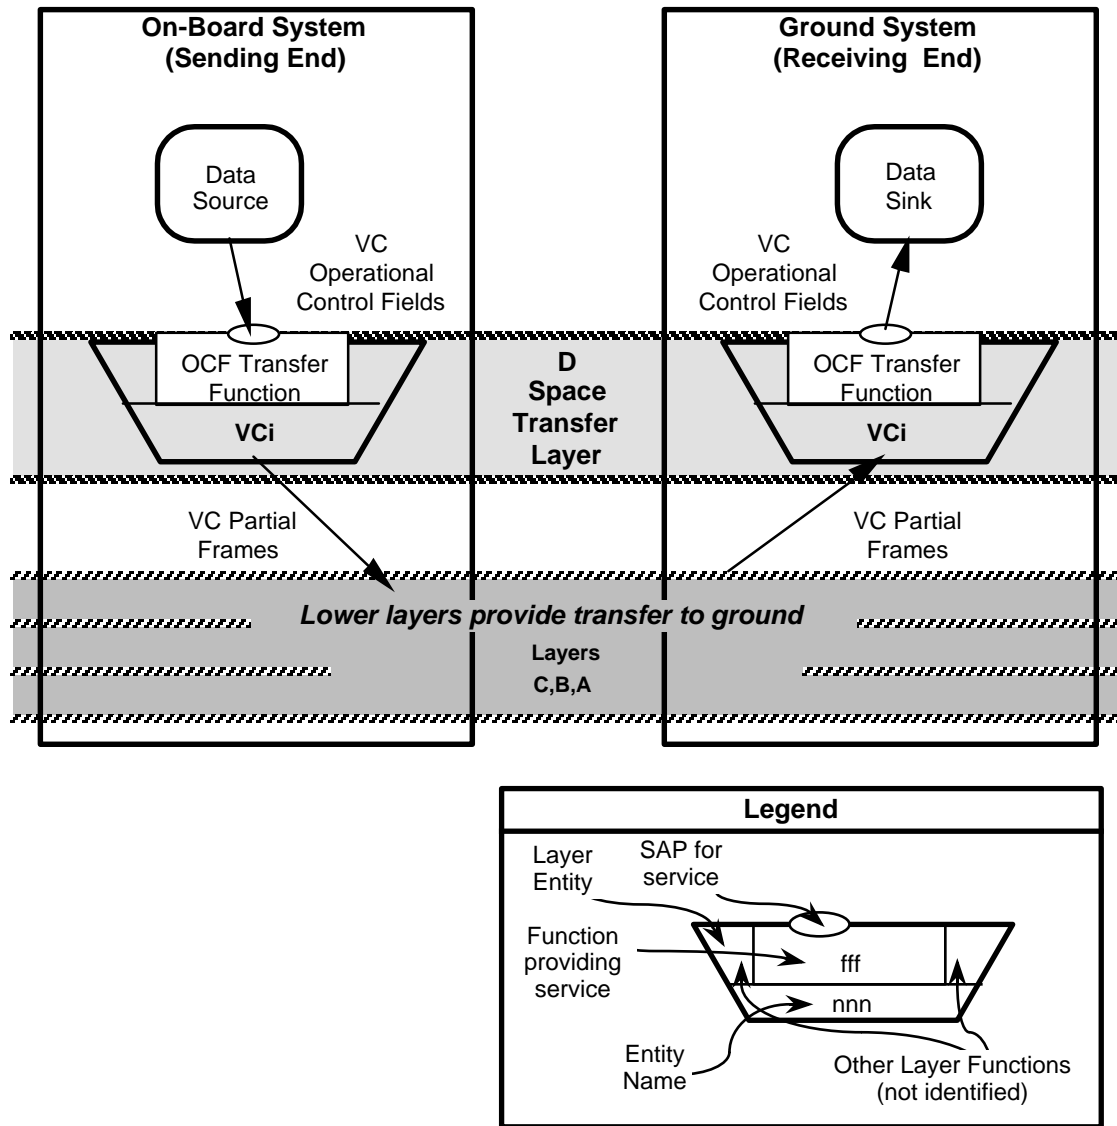 On-Board System
(Sending End)
Ground System
(Receiving End)
Data
Source
Data
Sink
VC
Operational
Control Fields
VC
Operational
Control Fields
OCF Transfer
Function
VCi
D
Space
Transfer
Layer
OCF Transfer
Function
VCi
VC Partial
Frames
VC Partial
Frames
Lower layers provide transfer to ground
Layers
C,B,A
Legend
Layer
Entity
SAP for
service
Function
providing
service
fff
nnn
Entity
Name
Other Layer Functions
(not identified)